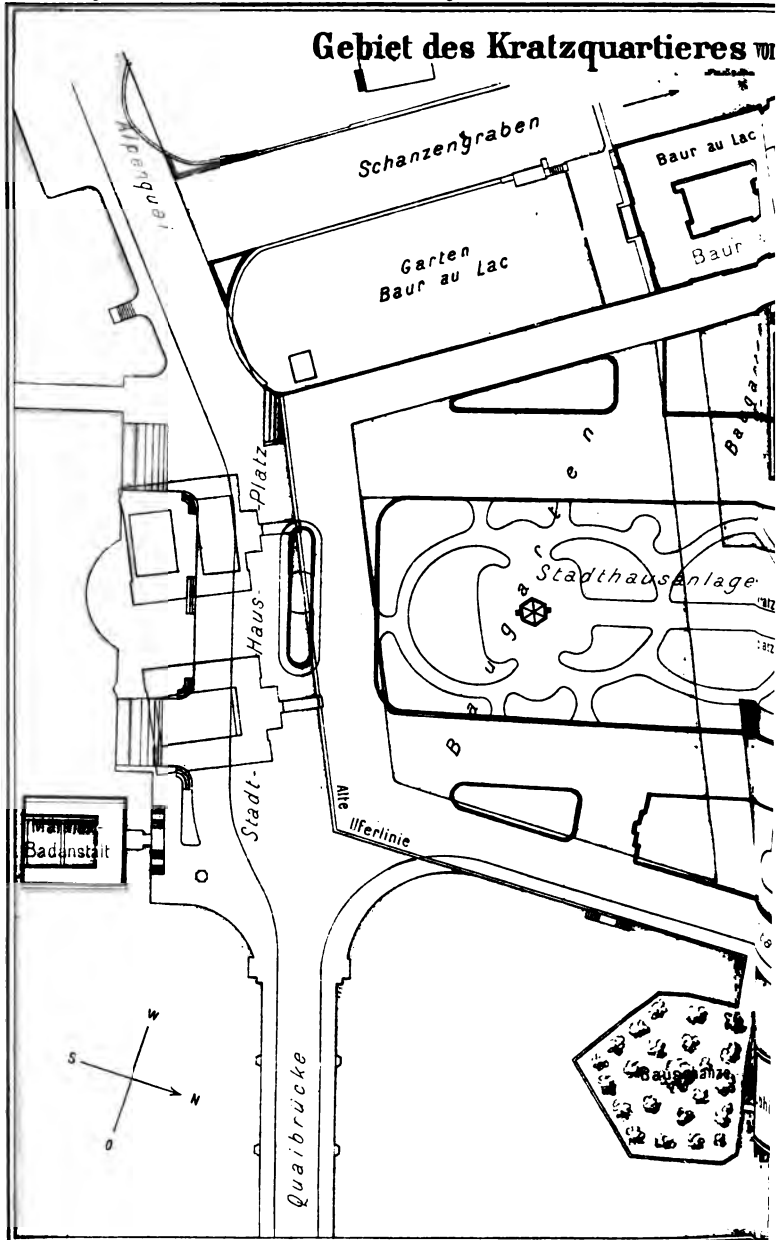 Gebiet des Kratzquartieres
Alpenquai
Schanzengraben
Baur au Lac
Baur
Garten
Baur au Lac
Stadt-Haus-Platz
Baugarten
Stadthausanlage
Alte
Uferlinie
Badanstalt
W
S
N
O
Quaibrücke
Bauschanze